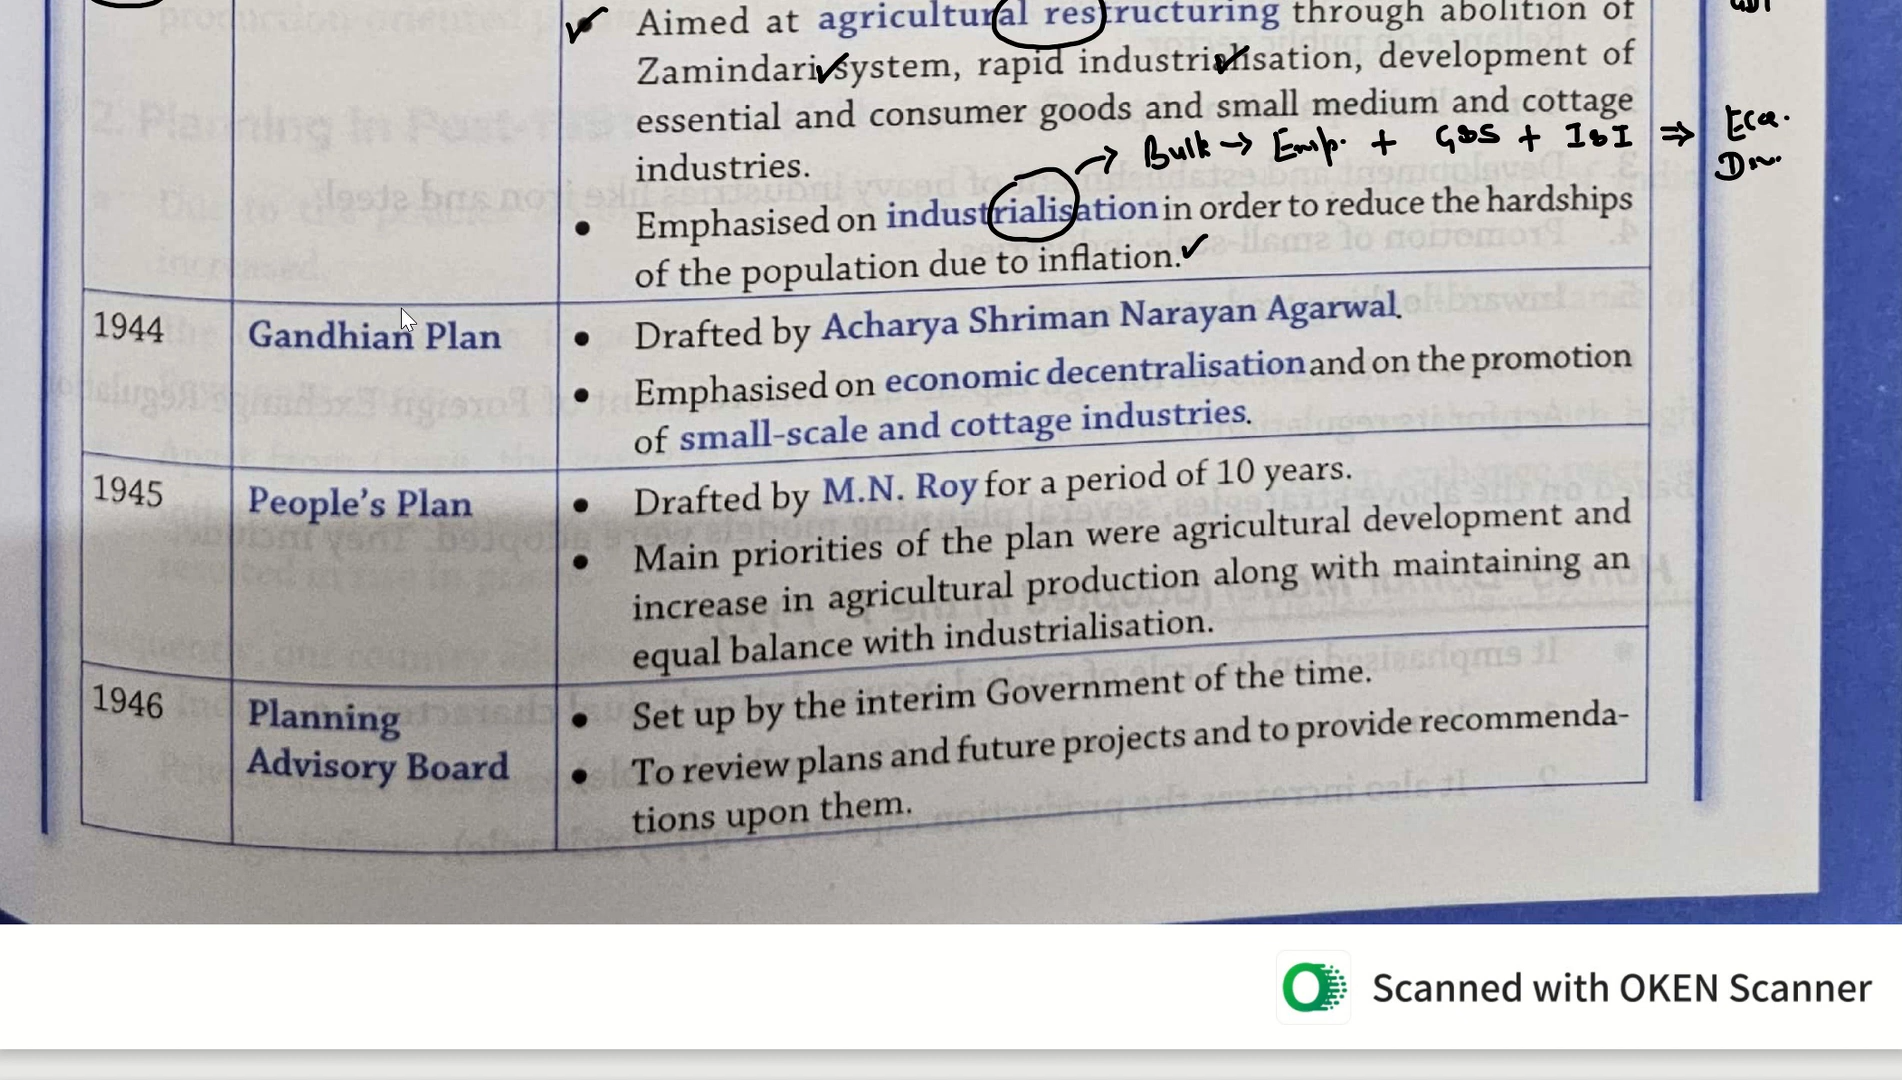 Aimed at agricultural restructuring through abolition of
Zamindari system, rapid industrialisation, development of
essential and consumer goods and small medium and cottage
industries.
Bulk → Emp. + G&S + I&I ⇒ Eco.
• Emphasised on industrialisation in order to reduce the hardships
of the population due to inflation.
1944 Gandhian Plan
• Drafted by Acharya Shriman Narayan Agarwal.
• Emphasised on economic decentralisation and on the promotion
of small-scale and cottage industries.
1945 People's Plan
• Drafted by M.N. Roy for a period of 10 years.
• Main priorities of the plan were agricultural development and
increase in agricultural production along with maintaining an
equal balance with industrialisation.
1946 Planning
Advisory Board
• Set up by the interim Government of the time.
• To review plans and future projects and to provide recommenda-
tions upon them.
Scanned with OKEN Scanner